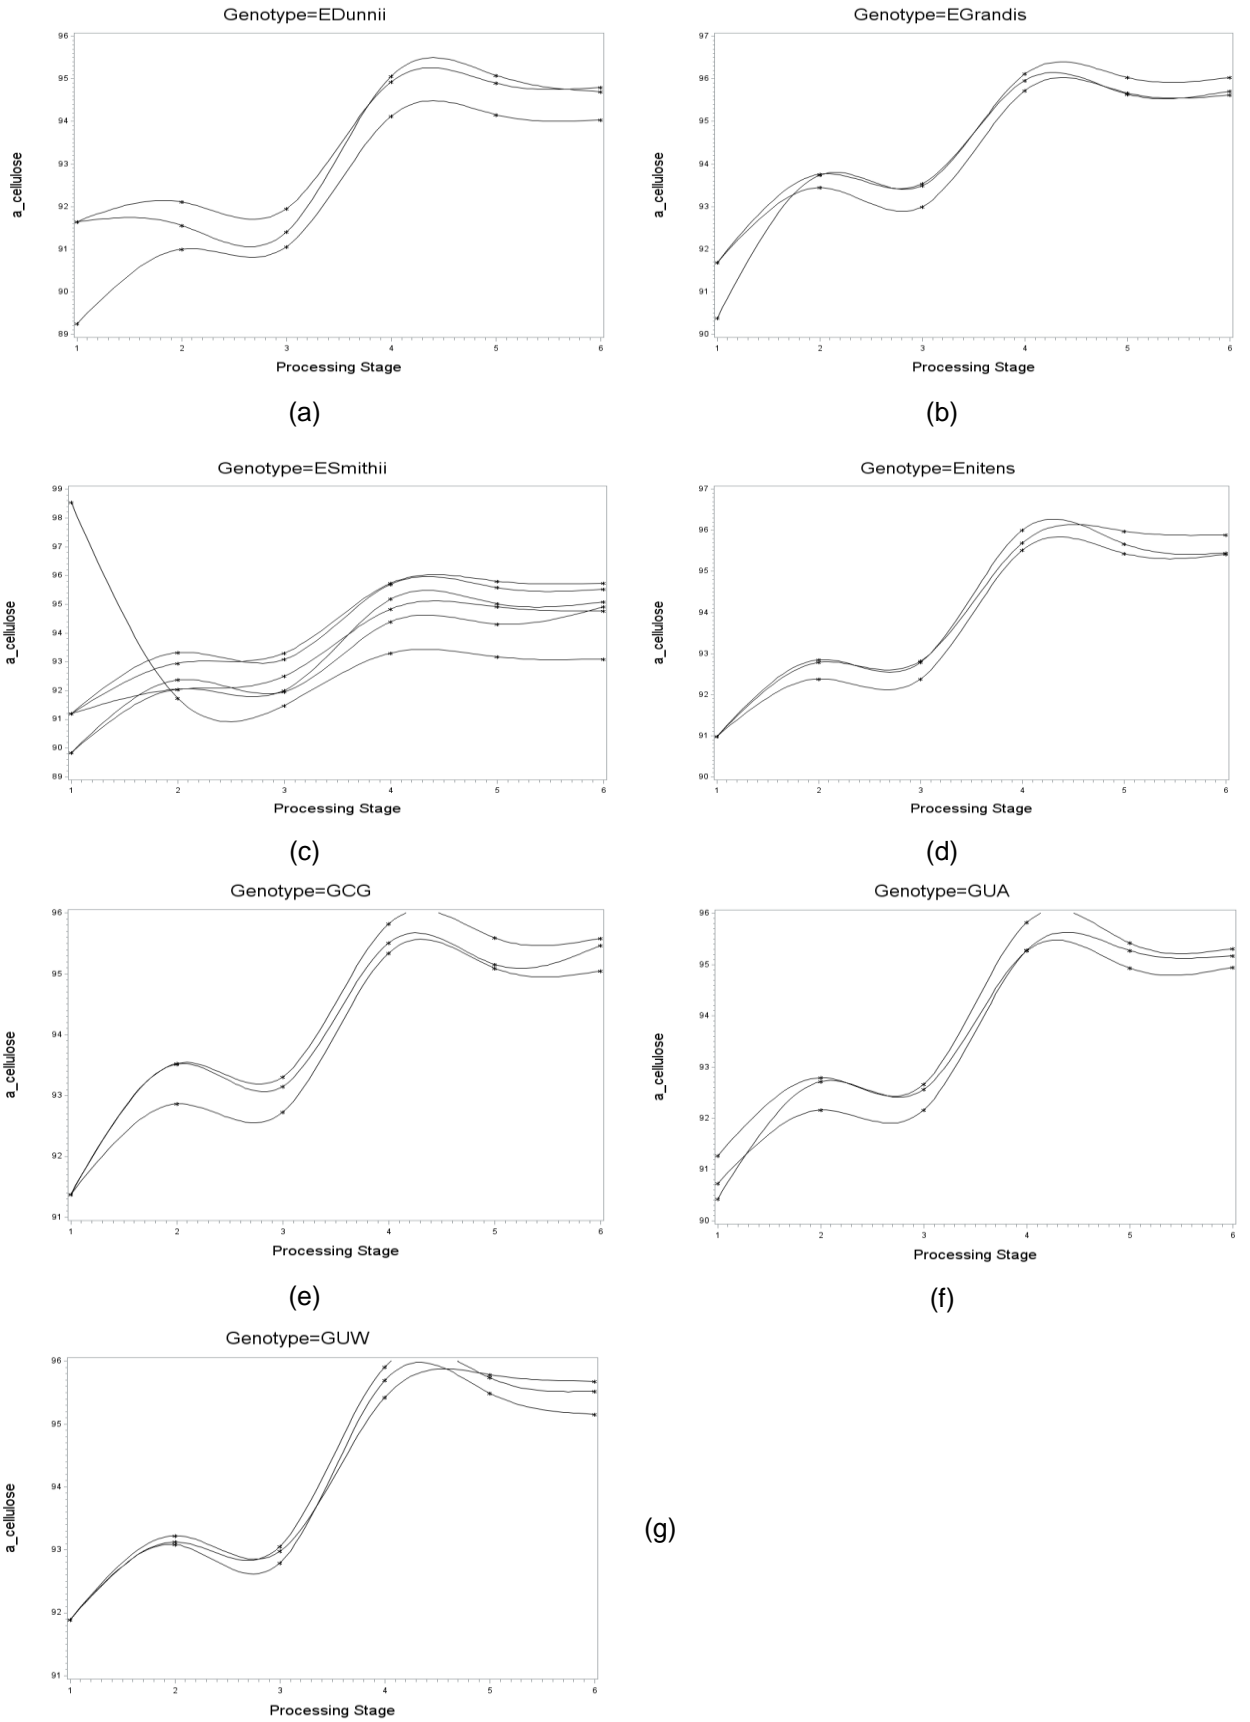 Genotype=EDunnii
96
95
94
93
92
91
90
89
a_cellulose
1 2 3 4 5 6
Processing Stage
(a)
Genotype=EGrandis
97
96
95
94
93
92
91
90
a_cellulose
1 2 3 4 5 6
Processing Stage
(b)
Genotype=ESmithii
99
98
97
96
95
94
93
92
91
90
89
a_cellulose
1 2 3 4 5 6
Processing Stage
(c)
Genotype=Enitens
97
96
95
94
93
92
91
90
a_cellulose
1 2 3 4 5 6
Processing Stage
(d)
Genotype=GCG
96
95
94
93
92
91
a_cellulose
1 2 3 4 5 6
Processing Stage
(e)
Genotype=GUA
96
95
94
93
92
91
90
a_cellulose
1 2 3 4 5 6
Processing Stage
(f)
Genotype=GUW
96
95
94
93
92
91
a_cellulose
1 2 3 4 5 6
Processing Stage
(g)